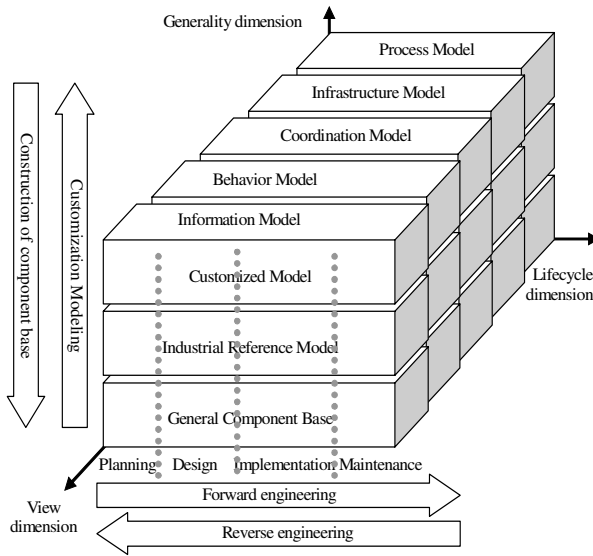 Generality dimension
Process Model
Infrastructure Model
Coordination Model
Behavior Model
Information Model
Customized Model
Industrial Reference Model
General Component Base
Construction of component base
Customization Modeling
Lifecycle
dimension
Planning Design Implementation Maintenance
View
dimension
Forward engineering
Reverse engineering